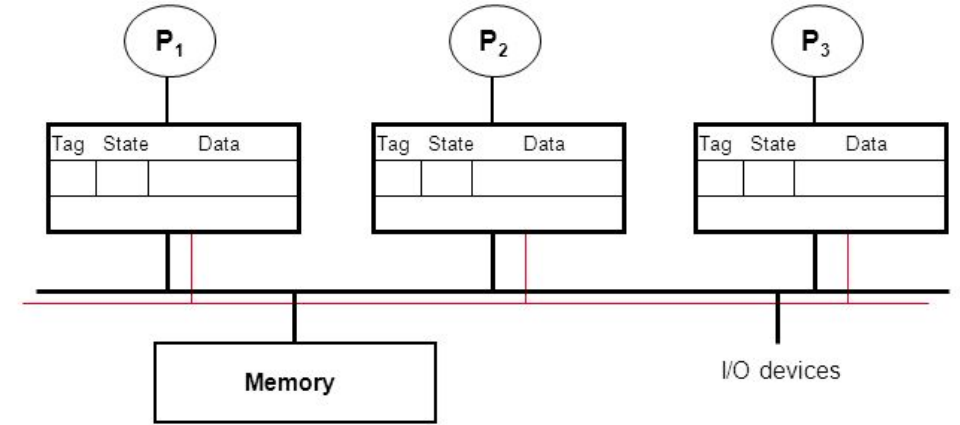 P1 P2 P3
Tag State Data Tag State Data Tag State Data
Memory
I/O devices